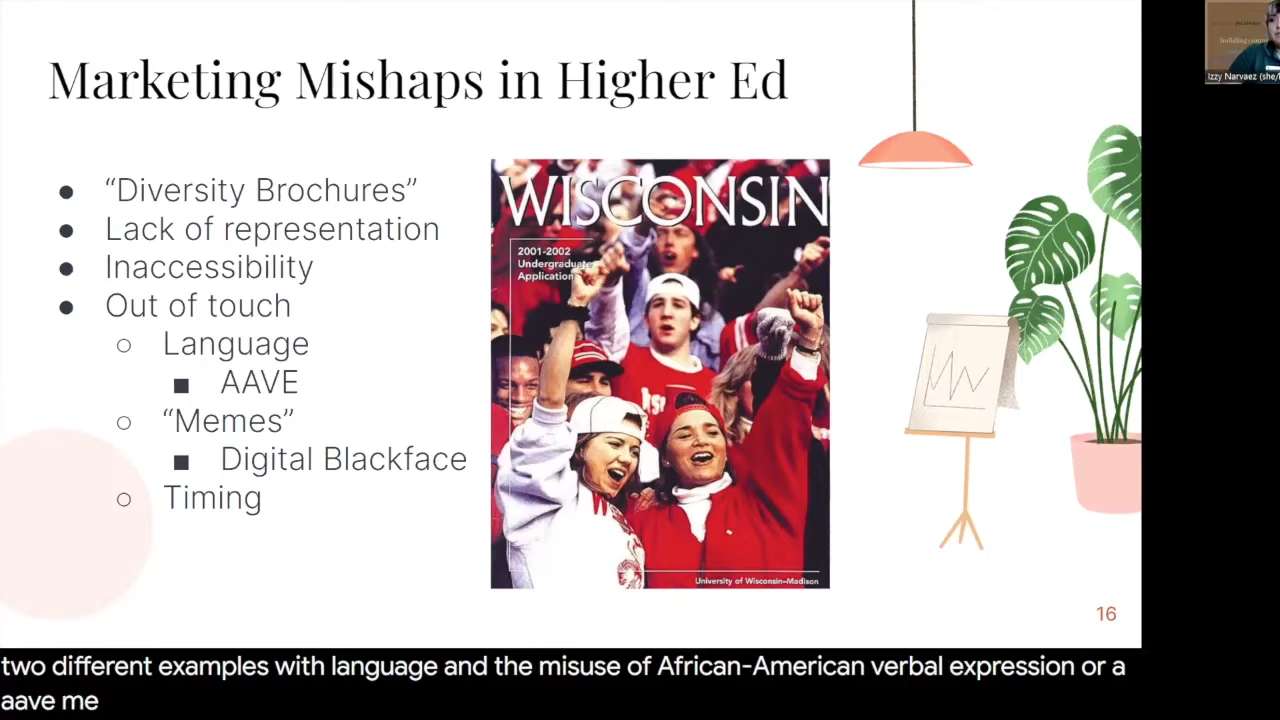 Marketing Mishaps in Higher Ed
● “Diversity Brochures”
● Lack of representation
● Inaccessibility
● Out of touch
○ Language
■ AAVE
○ “Memes”
■ Digital Blackface
○ Timing
WISCONSIN
2001-2002
Undergraduate
Application
University of Wisconsin–Madison
16
Izzy Narvaez (she/
two different examples with language and the misuse of African-American verbal expression or a
aave me